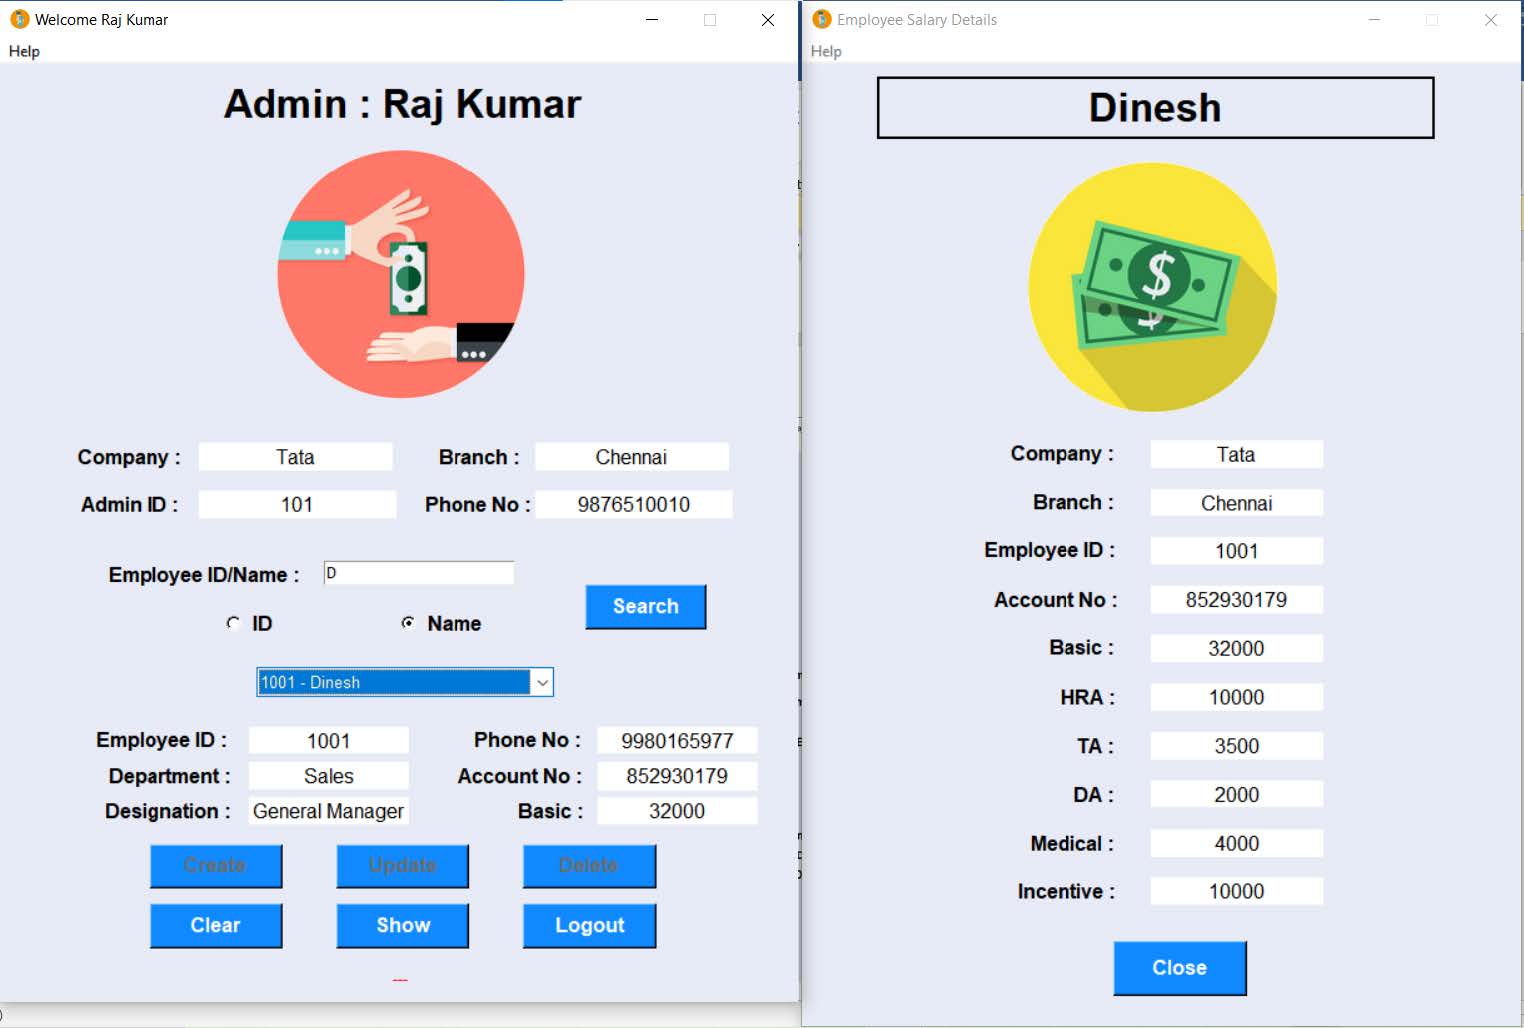 Welcome Raj Kumar
Help
Admin : Raj Kumar
Company : Tata Branch : Chennai
Admin ID : 101 Phone No : 9876510010
Employee ID/Name : D
Search
ID Name
1001 - Dinesh
Employee ID : 1001 Phone No : 9980165977
Department : Sales Account No : 852930179
Designation : General Manager Basic : 32000
Create Update Delete
Clear Show Logout
---
Employee Salary Details
Help
Dinesh
$
$
Company : Tata
Branch : Chennai
Employee ID : 1001
Account No : 852930179
Basic : 32000
HRA : 10000
TA : 3500
DA : 2000
Medical : 4000
Incentive : 10000
Close